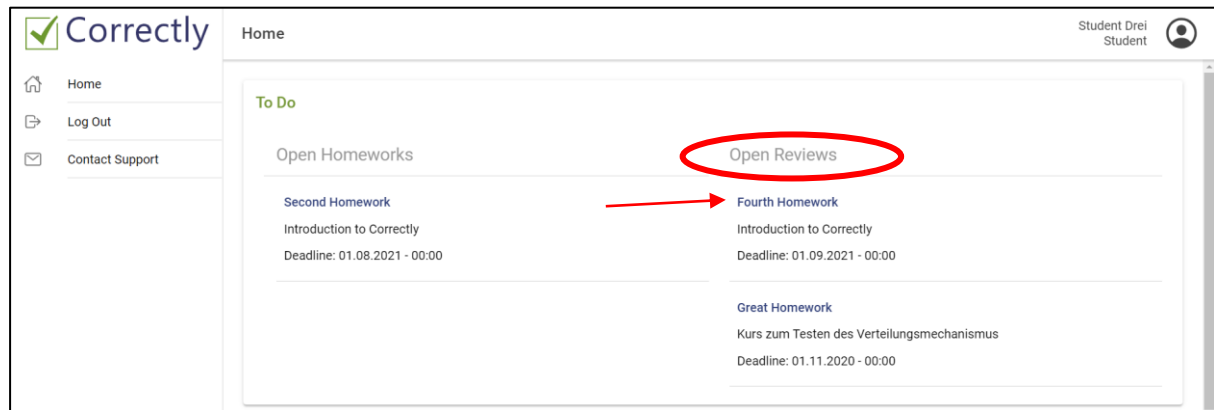 Correctly
Home
Student Drei
Student
Home
Log Out
Contact Support
To Do
Open Homeworks
Second Homework
Introduction to Correctly
Deadline: 01.08.2021 - 00:00
Open Reviews
Fourth Homework
Introduction to Correctly
Deadline: 01.09.2021 - 00:00
Great Homework
Kurs zum Testen des Verteilungsmechanismus
Deadline: 01.11.2020 - 00:00